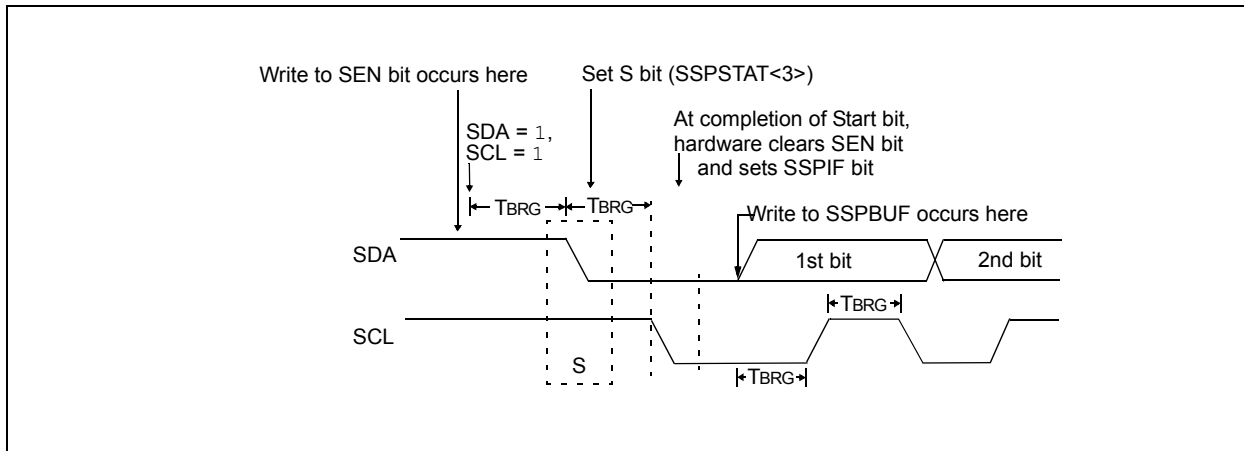 Write to SEN bit occurs here
Set S bit (SSPSTAT<3>)
SDA = 1,
SCL = 1
At completion of Start bit,
hardware clears SEN bit
and sets SSPIF bit
TBRG
TBRG
Write to SSPBUF occurs here
SDA
1st bit
2nd bit
TBRG
SCL
S
TBRG